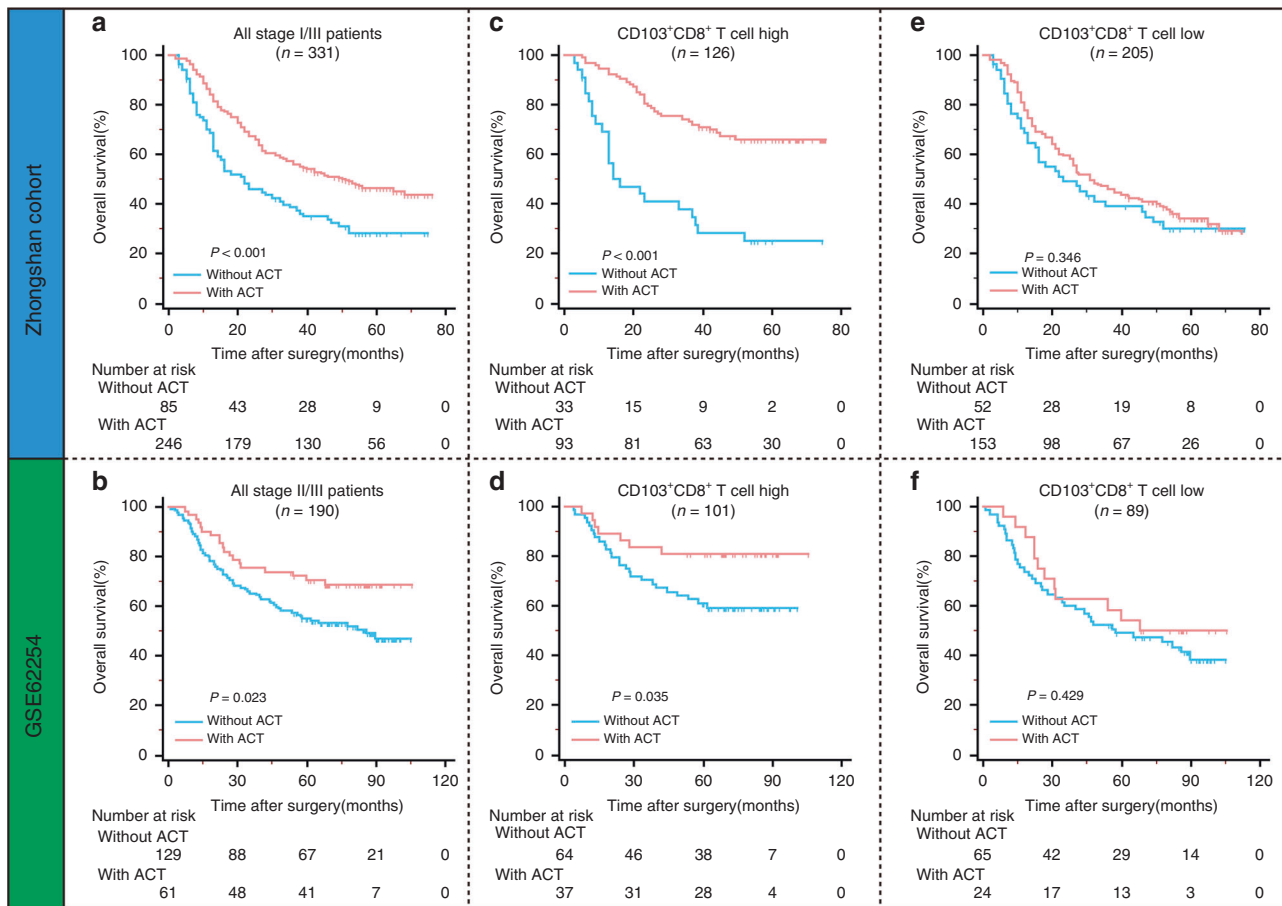 Zhongshan cohort
a
All stage I/III patients
(n = 331)
100
80
60
40
20
0
Overall survival(%)
P < 0.001
Without ACT
With ACT
0 20 40 60 80
Time after suregry(months)
Number at risk
Without ACT
85 43 28 9 0
With ACT
246 179 130 56 0
c
CD103+CD8+ T cell high
(n = 126)
100
80
60
40
20
0
Overall survival(%)
P < 0.001
Without ACT
With ACT
0 20 40 60 80
Time after suregry(months)
Number at risk
Without ACT
33 15 9 2 0
With ACT
93 81 63 30 0
e
CD103+CD8+ T cell low
(n = 205)
100
80
60
40
20
0
Overall survival(%)
P = 0.346
Without ACT
With ACT
0 20 40 60 80
Time after suregry(months)
Number at risk
Without ACT
52 28 19 8 0
With ACT
153 98 67 26 0
GSE62254
b
All stage II/III patients
(n = 190)
100
80
60
40
20
0
Overall survival(%)
P = 0.023
Without ACT
With ACT
0 30 60 90 120
Time after surgery(months)
Number at risk
Without ACT
129 88 67 21 0
With ACT
61 48 41 7 0
d
CD103+CD8+ T cell high
(n = 101)
100
80
60
40
20
0
Overall survival(%)
P = 0.035
Without ACT
With ACT
0 30 60 90 120
Time after surgery(months)
Number at risk
Without ACT
64 46 38 7 0
With ACT
37 31 28 4 0
f
CD103+CD8+ T cell low
(n = 89)
100
80
60
40
20
0
Overall survival(%)
P = 0.429
Without ACT
With ACT
0 30 60 90 120
Time after surgery(months)
Number at risk
Without ACT
65 42 29 14 0
With ACT
24 17 13 3 0